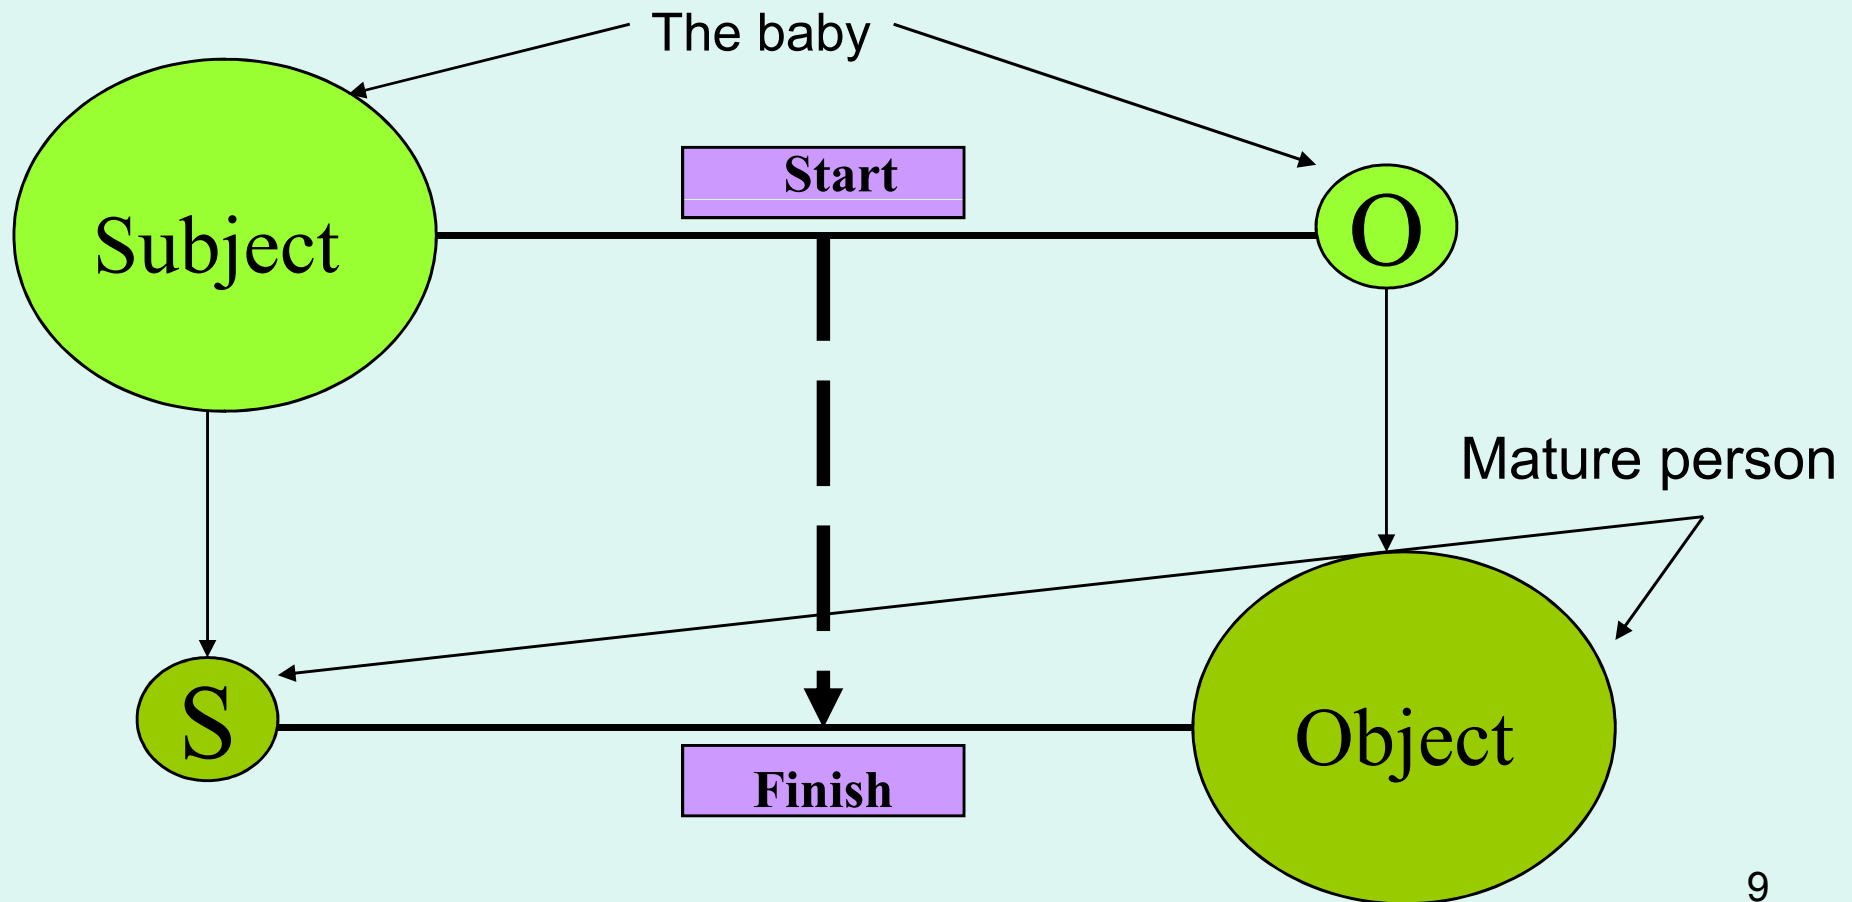 The baby
Start
Subject
O
Mature person
S
Object
Finish
9